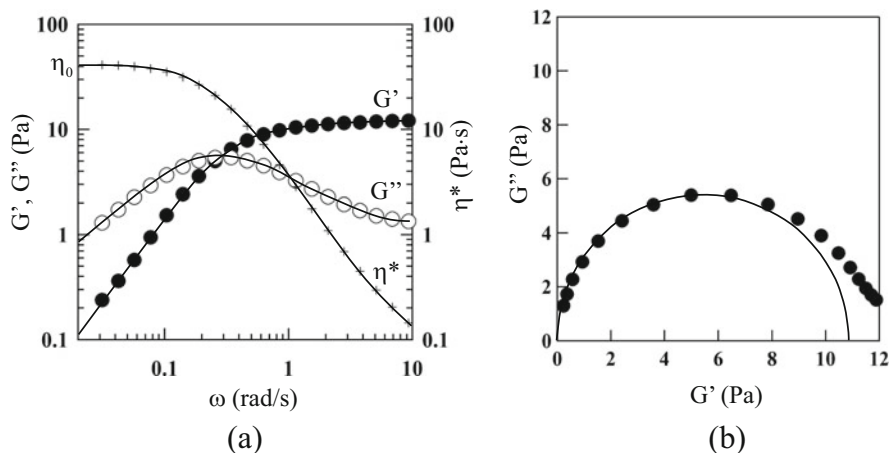 100
10
1
0.1
G', G'' (Pa)
η₀
G'
G''
η*
100
10
1
0.1
η* (Pa·s)
0.1
1
10
ω (rad/s)
(a)
12
10
8
6
4
2
0
G'' (Pa)
0
2
4
6
8
10
12
G' (Pa)
(b)